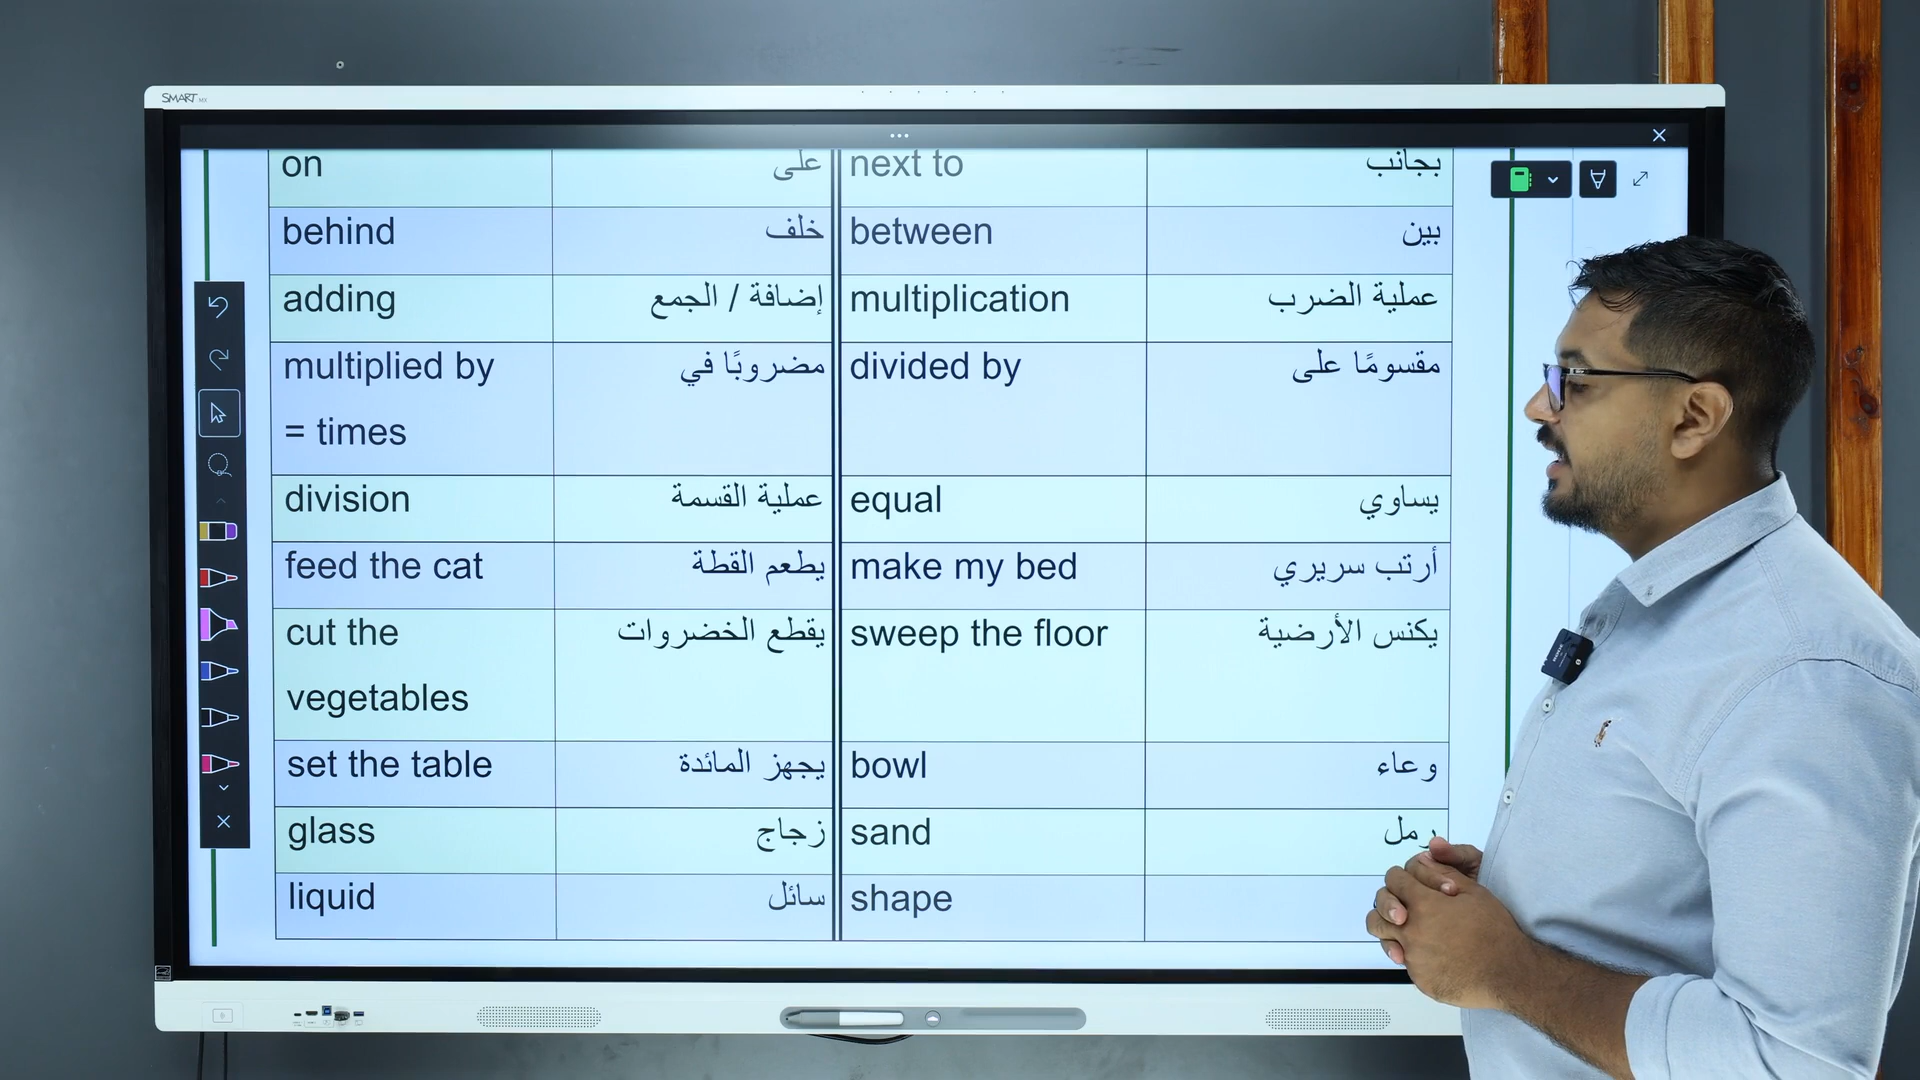 SMART MX
on على next to بجانب
behind خلف between بين
adding إضافة / الجمع multiplication عملية الضرب
multiplied by مضروبًا في divided by مقسومًا على
= times
division عملية القسمة equal يساوي
feed the cat يطعم القطة make my bed أرتب سريري
cut the يقطع الخضروات sweep the floor يكنس الأرضية
vegetables
set the table يجهز المائدة bowl وعاء
glass زجاج sand رمل
liquid سائل shape